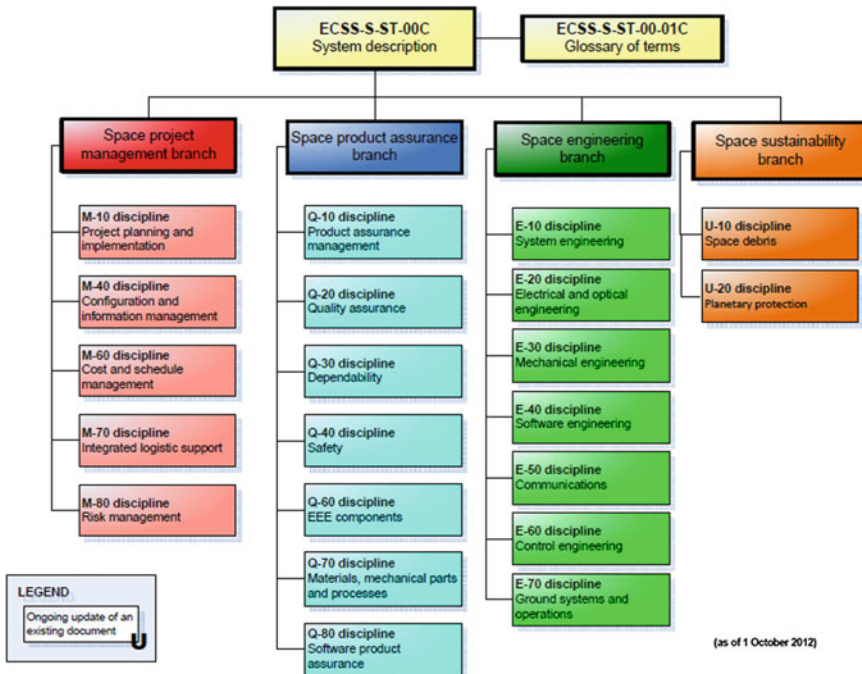 ECSS-S-ST-00C
System description
ECSS-S-ST-00-01C
Glossary of terms
Space project
management branch
Space product assurance
branch
Space engineering
branch
Space sustainability
branch
M-10 discipline
Project planning and
implementation
M-40 discipline
Configuration and
information management
M-60 discipline
Cost and schedule
management
M-70 discipline
Integrated logistic support
M-80 discipline
Risk management
Q-10 discipline
Product assurance
management
Q-20 discipline
Quality assurance
Q-30 discipline
Dependability
Q-40 discipline
Safety
Q-60 discipline
EEE components
Q-70 discipline
Materials, mechanical parts
and processes
Q-80 discipline
Software product
assurance
E-10 discipline
System engineering
E-20 discipline
Electrical and optical
engineering
E-30 discipline
Mechanical engineering
E-40 discipline
Software engineering
E-50 discipline
Communications
E-60 discipline
Control engineering
E-70 discipline
Ground systems and
operations
U-10 discipline
Space debris
U-20 discipline
Planetary protection
LEGEND
Ongoing update of an
existing document
U
(as of 1 October 2012)